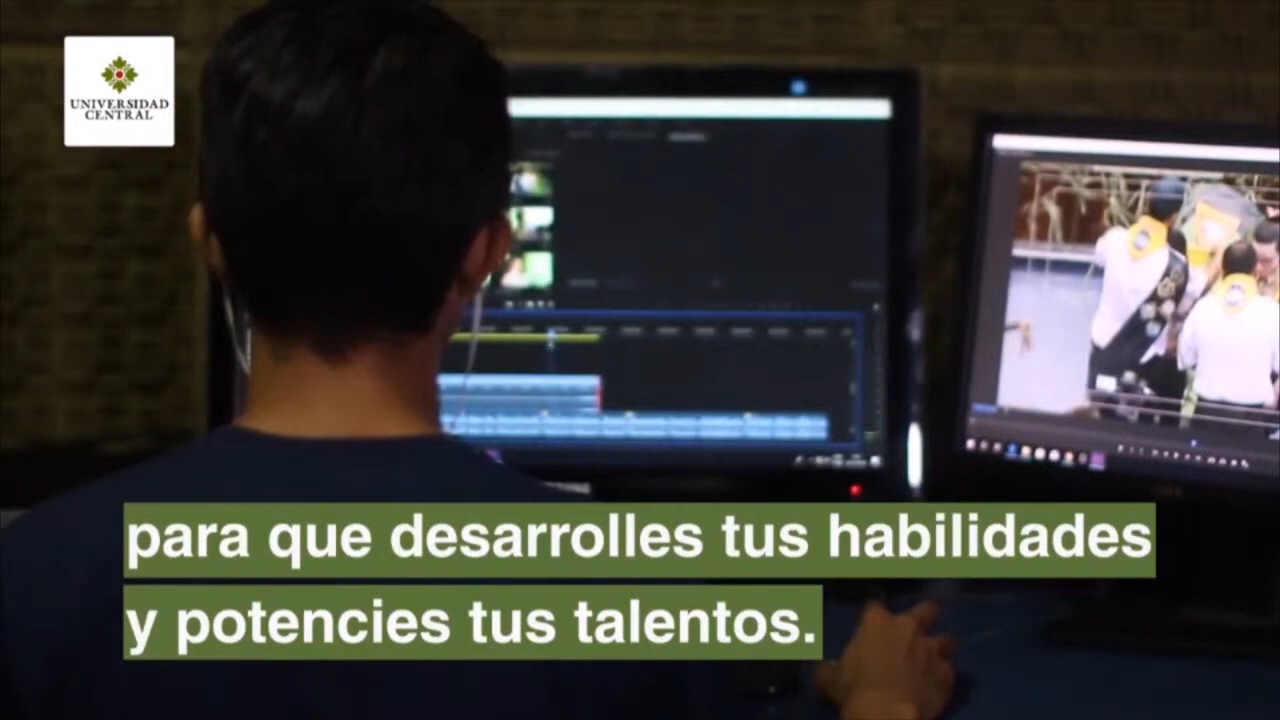 UNIVERSIDAD
CENTRAL
para que desarrolles tus habilidades
y potencies tus talentos.